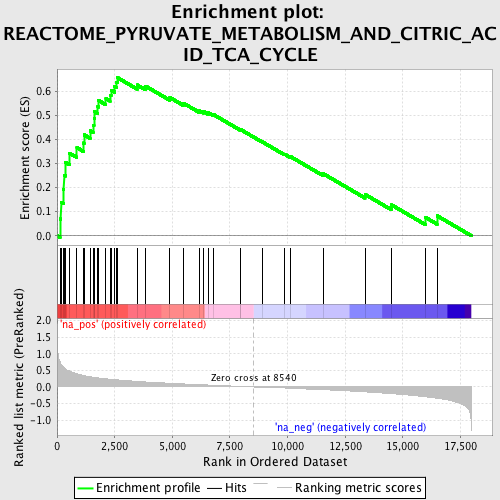 Enrichment plot:
REACTOME_PYRUVATE_METABOLISM_AND_CITRIC_AC
ID_TCA_CYCLE
Enrichment score (ES)
0.6
0.5
0.4
0.3
0.2
0.1
0.0
'na_pos' (positively correlated)
Ranked list metric (PreRanked)
2.0
1.5
1.0
0.5
0.0
-0.5
-1.0
Zero cross at 8540
'na_neg' (negatively correlated)
0 2,500 5,000 7,500 10,000 12,500 15,000 17,500
Rank in Ordered Dataset
Enrichment profile Hits Ranking metric scores